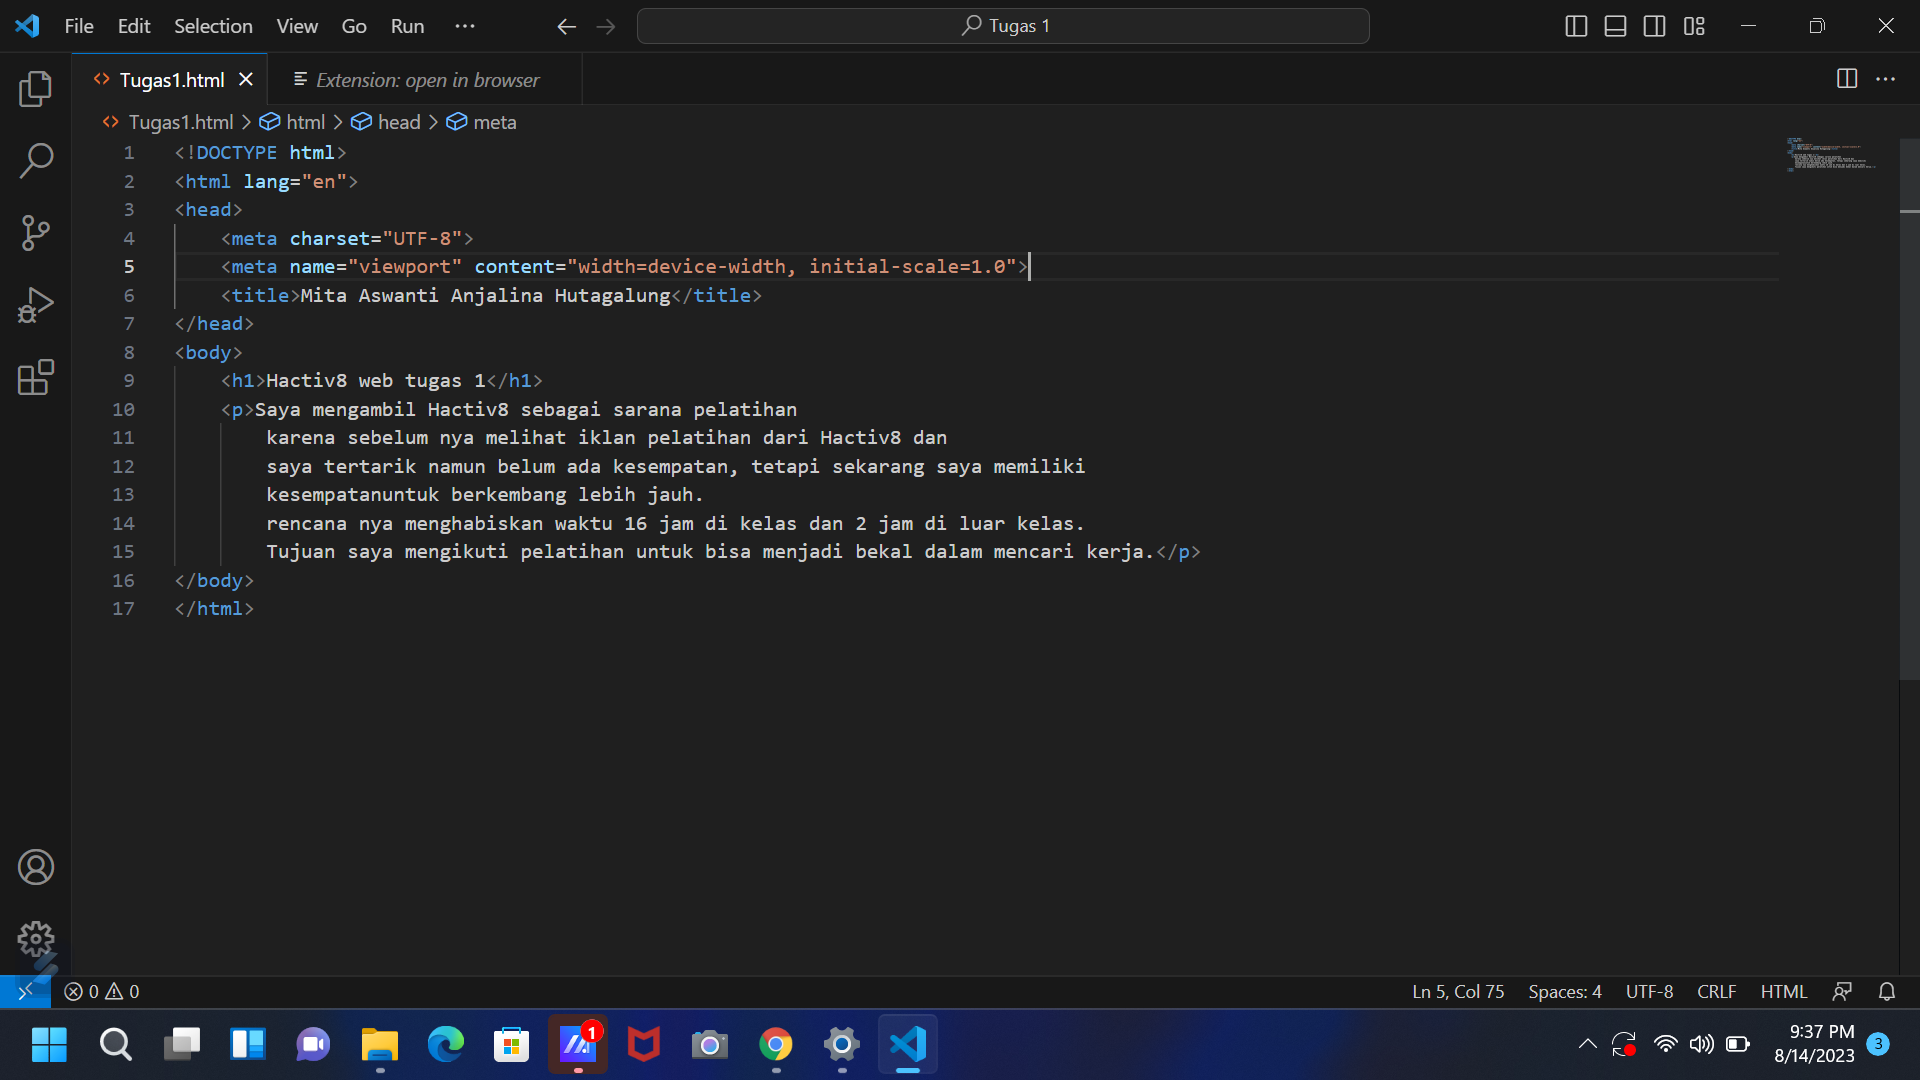 File Edit Selection View Go Run ··· Tugas 1
Tugas1.html Extension: open in browser
Tugas1.html > html > head > meta
1 <!DOCTYPE html>
2 <html lang="en">
3 <head>
4 <meta charset="UTF-8">
5 <meta name="viewport" content="width=device-width, initial-scale=1.0">
6 <title>Mita Aswanti Anjalina Hutagalung</title>
7 </head>
8 <body>
9 <h1>Hactiv8 web tugas 1</h1>
10 <p>Saya mengambil Hactiv8 sebagai sarana pelatihan
11 karena sebelum nya melihat iklan pelatihan dari Hactiv8 dan
12 saya tertarik namun belum ada kesempatan, tetapi sekarang saya memiliki
13 kesempatanuntuk berkembang lebih jauh.
14 rencana nya menghabiskan waktu 16 jam di kelas dan 2 jam di luar kelas.
15 Tujuan saya mengikuti pelatihan untuk bisa menjadi bekal dalam mencari kerja.</p>
16 </body>
17 </html>
0 0 Ln 5, Col 75 Spaces: 4 UTF-8 CRLF HTML
1 9:37 PM
8/14/2023 3